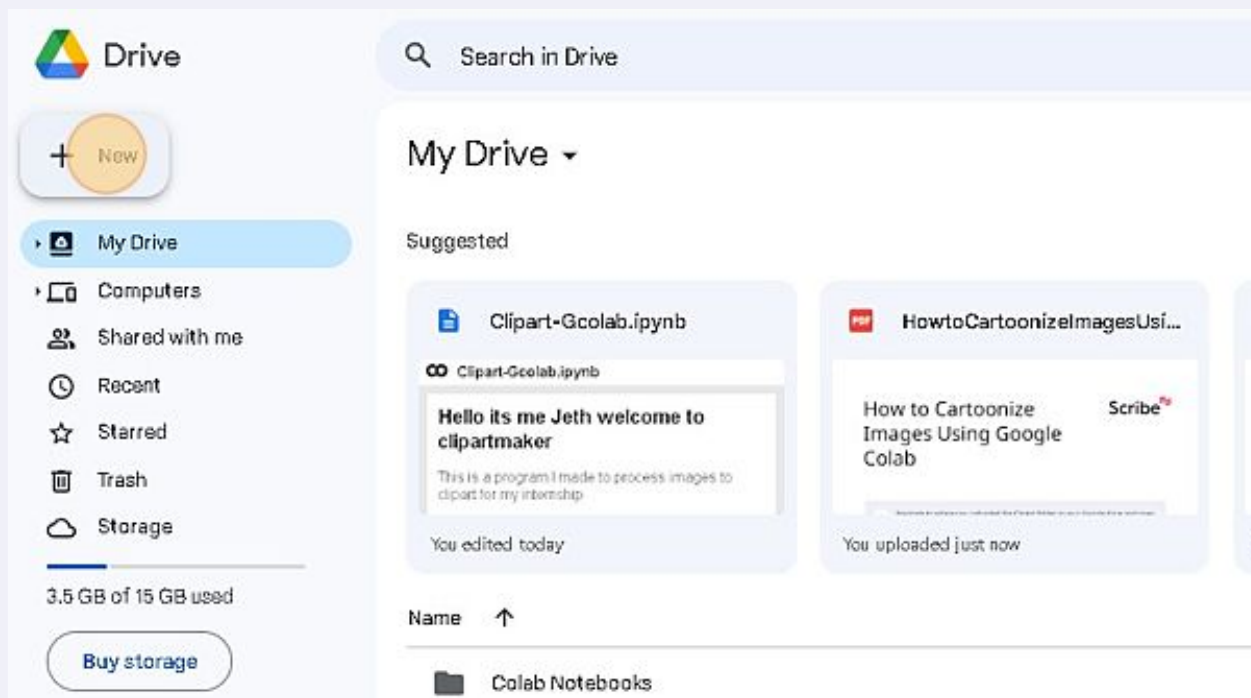 Drive
Search in Drive
New
My Drive
My Drive
Computers
Shared with me
Recent
Starred
Trash
Storage
3.5 GB of 15 GB used
Buy storage
Suggested
Clipart-Gcolab.ipynb
Clipart-Gcolab.ipynb
Hello its me Jeth welcome to
clipartmaker
This is a program I made to process images to
clipart for my internship
You edited today
PDF
HowtoCartoonizeImagesUsi...
How to Cartoonize
Images Using Google
Colab
Scribe
You uploaded just now
Name
Colab Notebooks